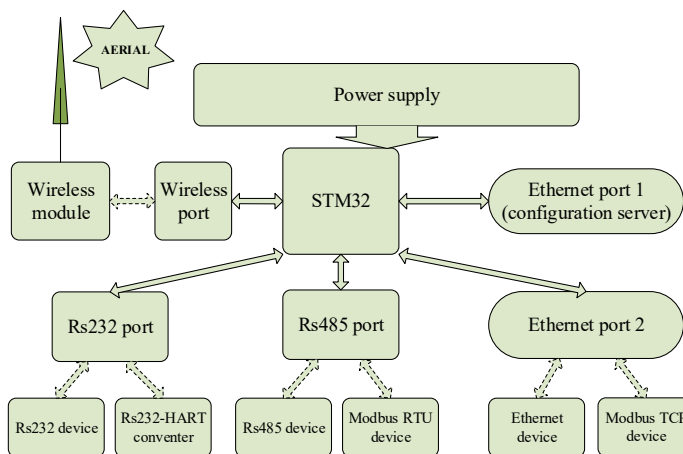 AERIAL
Power supply
Wireless
module
Wireless
port
STM32
Ethernet port 1
(configuration server)
Rs232 port
Rs485 port
Ethernet port 2
Rs232 device
Rs232-HART
conventer
Rs485 device
Modbus RTU
device
Ethernet
device
Modbus TCP
device